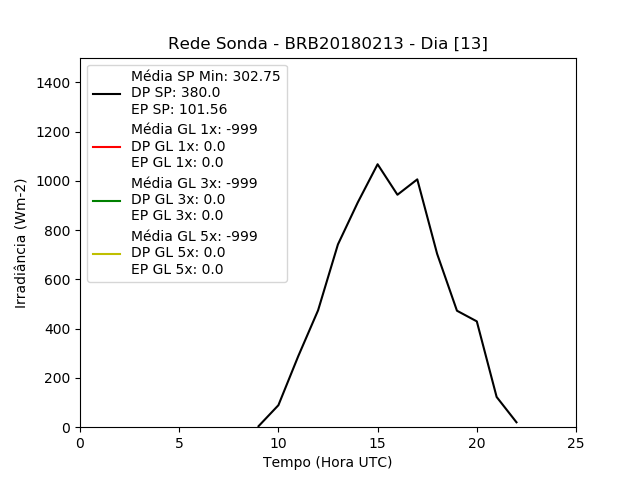 Rede Sonda - BRB20180213 - Dia [13]
Média SP Min: 302.75
DP SP: 380.0
EP SP: 101.56
Média GL 1x: -999
DP GL 1x: 0.0
EP GL 1x: 0.0
Média GL 3x: -999
DP GL 3x: 0.0
EP GL 3x: 0.0
Média GL 5x: -999
DP GL 5x: 0.0
EP GL 5x: 0.0
Irradiância (Wm-2)
1400
1200
1000
800
600
400
200
0
0 5 10 15 20 25
Tempo (Hora UTC)